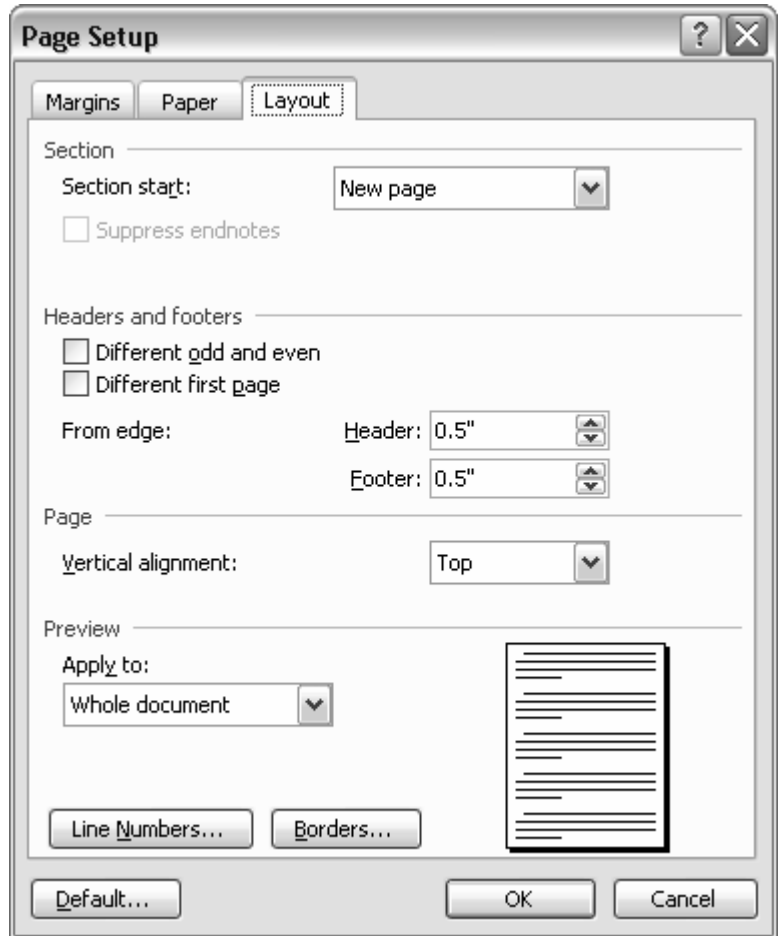 Page Setup ?
Margins Paper Layout
Section
Section start: New page
Suppress endnotes
Headers and footers
Different odd and even
Different first page
From edge: Header: 0.5"
Footer: 0.5"
Page
Vertical alignment: Top
Preview
Apply to:
Whole document
Line Numbers... Borders...
Default... OK Cancel